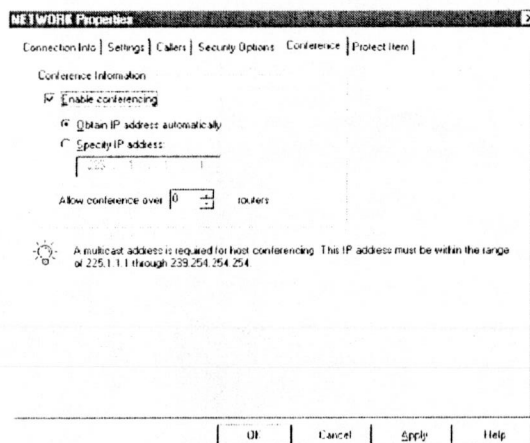 NETWORK Properties
Connection Info Settings Callers Security Options Conference Protect Item
Conference Information
Enable conferencing
Obtain IP address automatically
Specify IP address:
Allow conference over 0 routers
A multicast address is required for host conferencing. This IP address must be within the range
of 225.1.1.1 through 239.254.254.254.
OK Cancel Apply Help